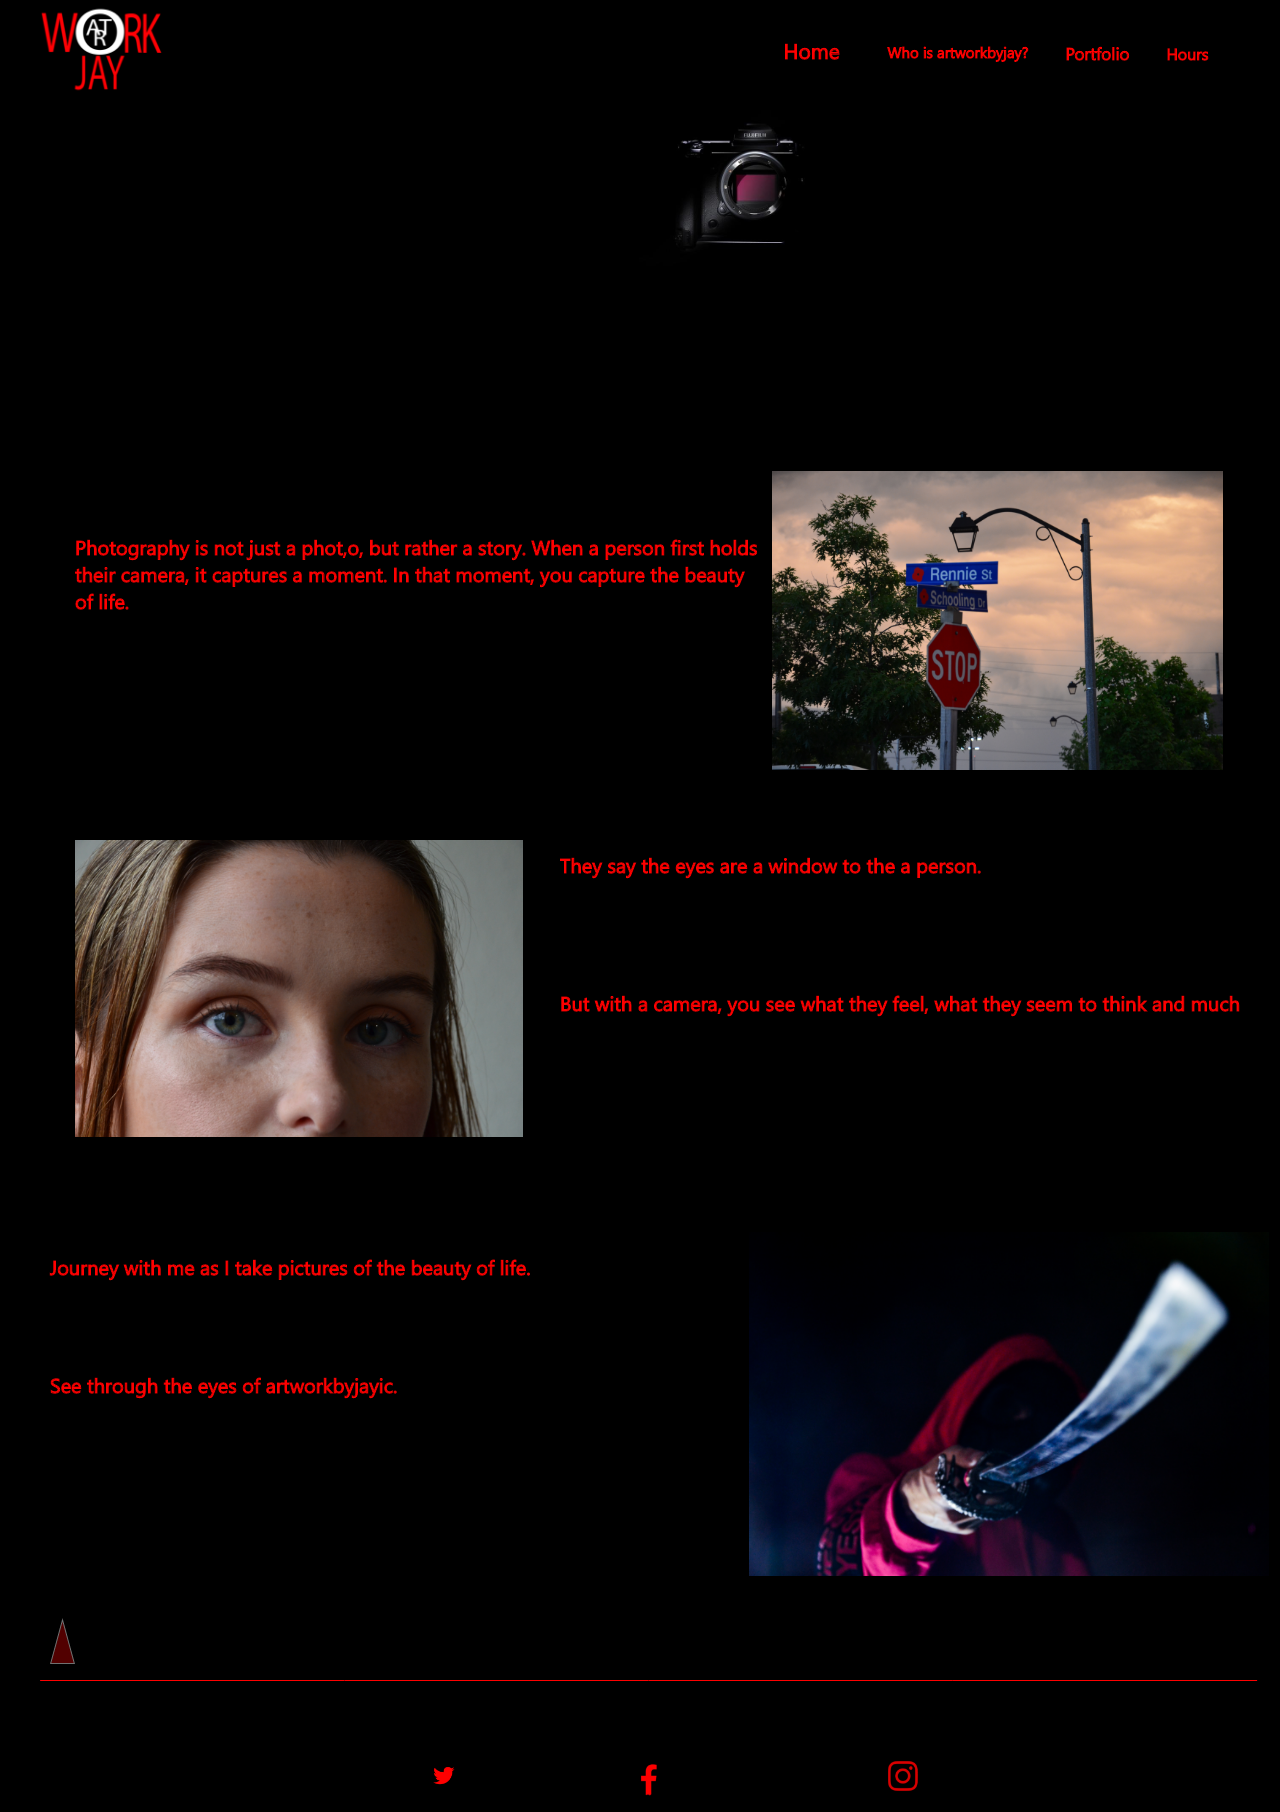 WORK
ART
JAY
Home Who is artworkbyjay? Portfolio Hours
FUJIFILM
Photography is not just a phot,o, but rather a story. When a person first holds
their camera, it captures a moment. In that moment, you capture the beauty
of life.
Rennie St
Schooling Dr
STOP
They say the eyes are a window to the a person.
But with a camera, you see what they feel, what they seem to think and much
Journey with me as I take pictures of the beauty of life.
See through the eyes of artworkbyjayic.